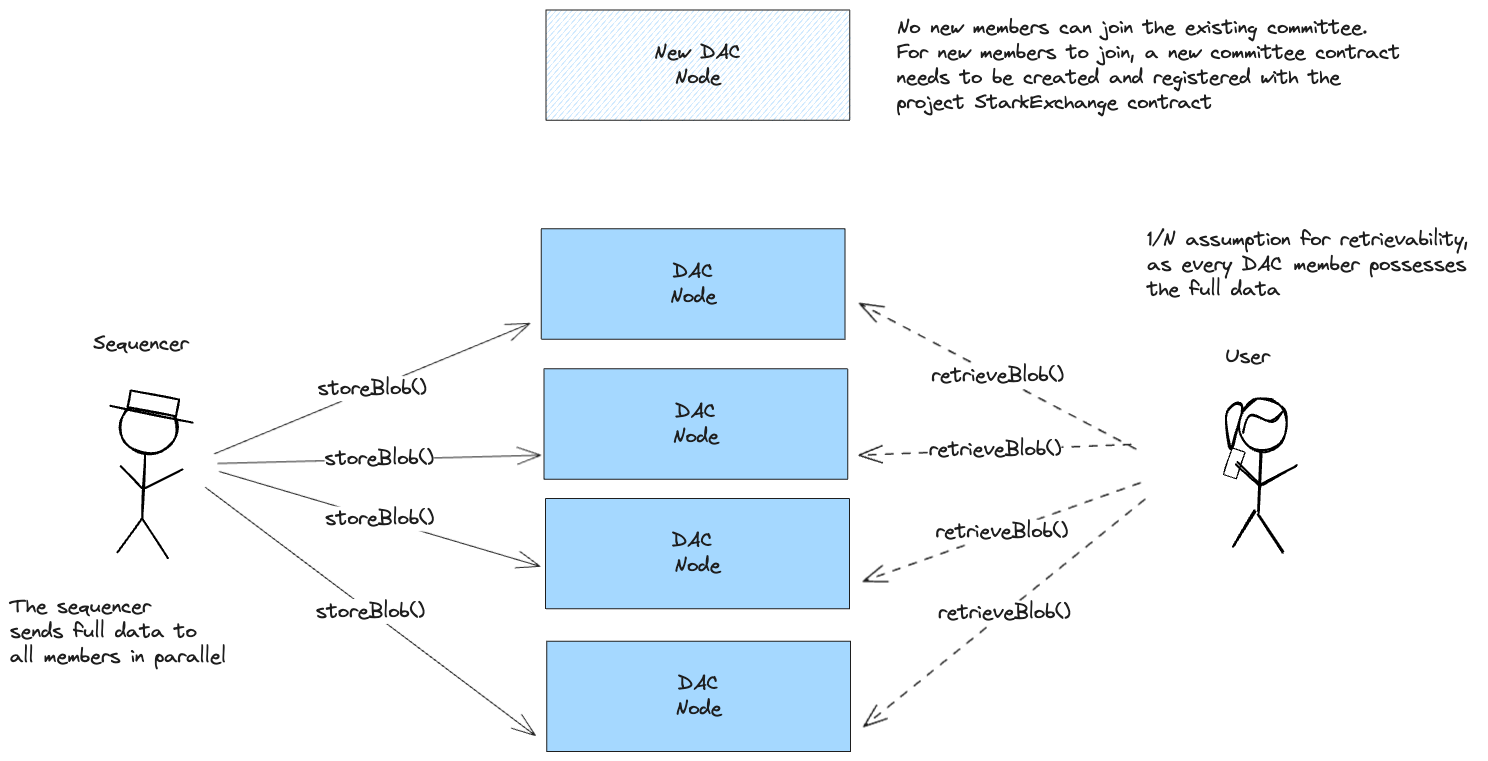 New DAC
Node
No new members can join the existing committee.
For new members to join, a new committee contract
needs to be created and registered with the
project StarkExchange contract
1/N assumption for retrievability,
as every DAC member possesses
the full data
DAC
Node
Sequencer
User
storeBlob()
retrieveBlob()
DAC
Node
storeBlob()
retrieveBlob()
storeBlob()
DAC
Node
retrieveBlob()
The sequencer
sends full data to
all members in parallel
storeBlob()
retrieveBlob()
DAC
Node